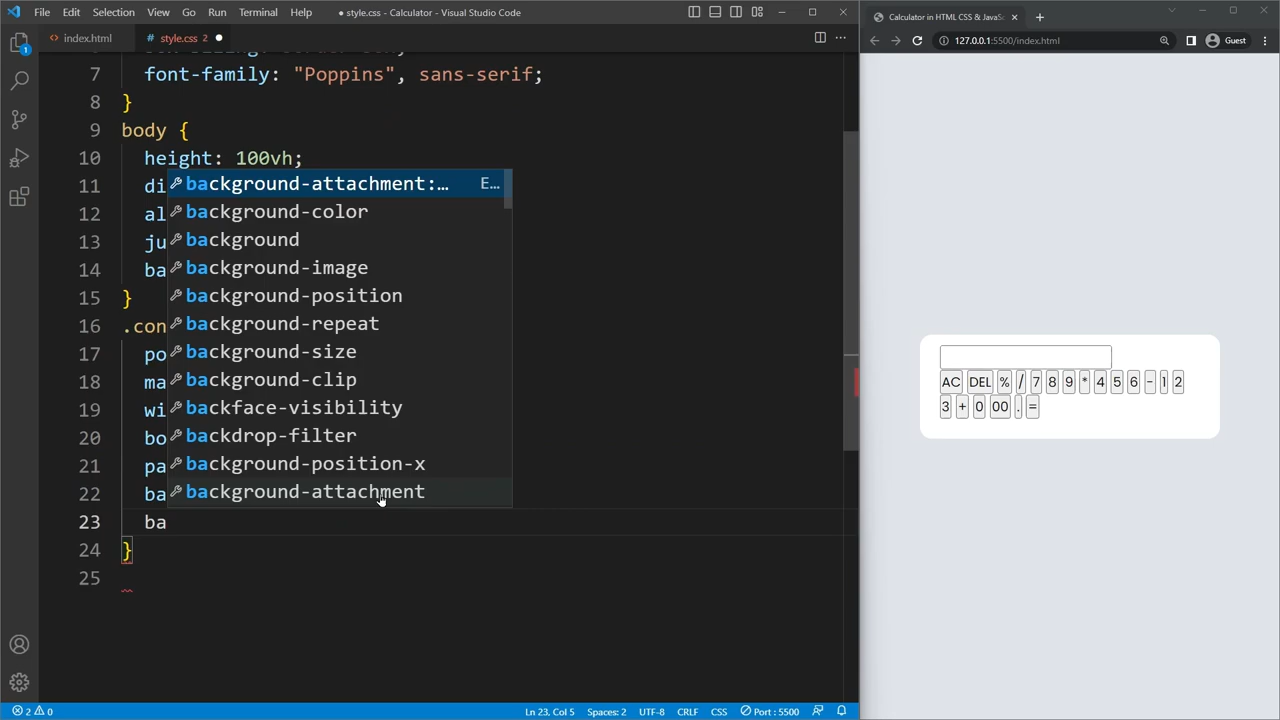 File Edit Selection View Go Run Terminal Help
● style.css - Calculator - Visual Studio Code
index.html
# style.css 2 ●
1
7 font-family: "Poppins", sans-serif;
8 }
9 body {
10 height: 100vh;
11 di
12 al
13 ju
14 ba
15 }
16 .con
17 po
18 ma
19 wi
20 bo
21 pa
22 ba
23 ba
24 }
25
background-attachment:… E…
background-color
background
background-image
background-position
background-repeat
background-size
background-clip
backface-visibility
backdrop-filter
background-position-x
background-attachment
2 0
Ln 23, Col 5 Spaces: 2 UTF-8 CRLF CSS Port : 5500
Calculator in HTML CSS & JavaSc
127.0.0.1:5500/index.html
Guest
AC DEL % / 7 8 9 * 4 5 6 - 1 2
3 + 0 00 . =